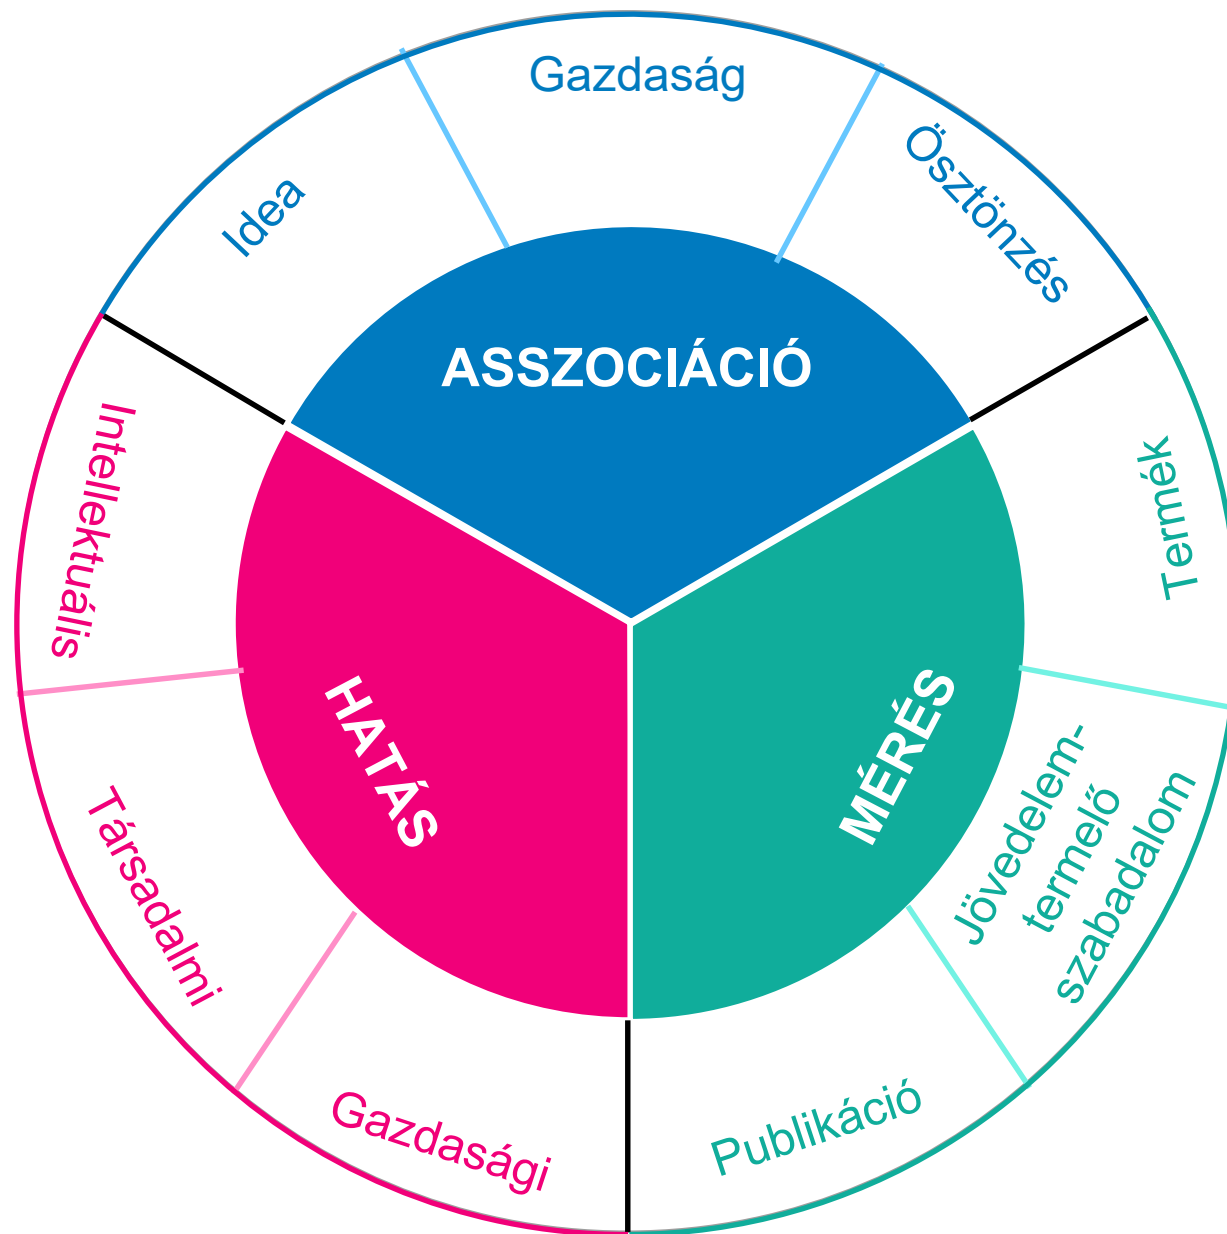 Gazdaság
Ösztönzés
Idea
ASSZOCIÁCIÓ
Termék
Intellektuális
HATÁS
MÉRÉS
Jövedelem-
termelő
szabadalom
Társadalmi
Gazdasági
Publikáció